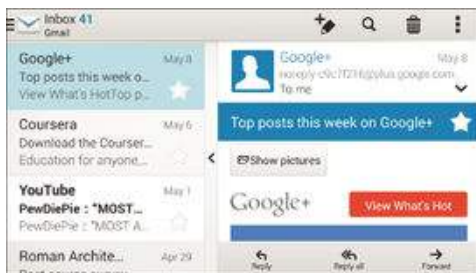 Inbox 41
Gmail
Google+ May 8
Top posts this week o...
View What's HotTop p...
Coursera May 6
Download the Courser...
Education for anyone...
YouTube May 1
PewDiePie : "MOST...
PewDiePie : "MOST A...
Roman Archite... Apr 29
Google+ May 8
To me
Top posts this week on Google+
Show pictures
Google+
View What's Hot
Reply
Reply all
Forward